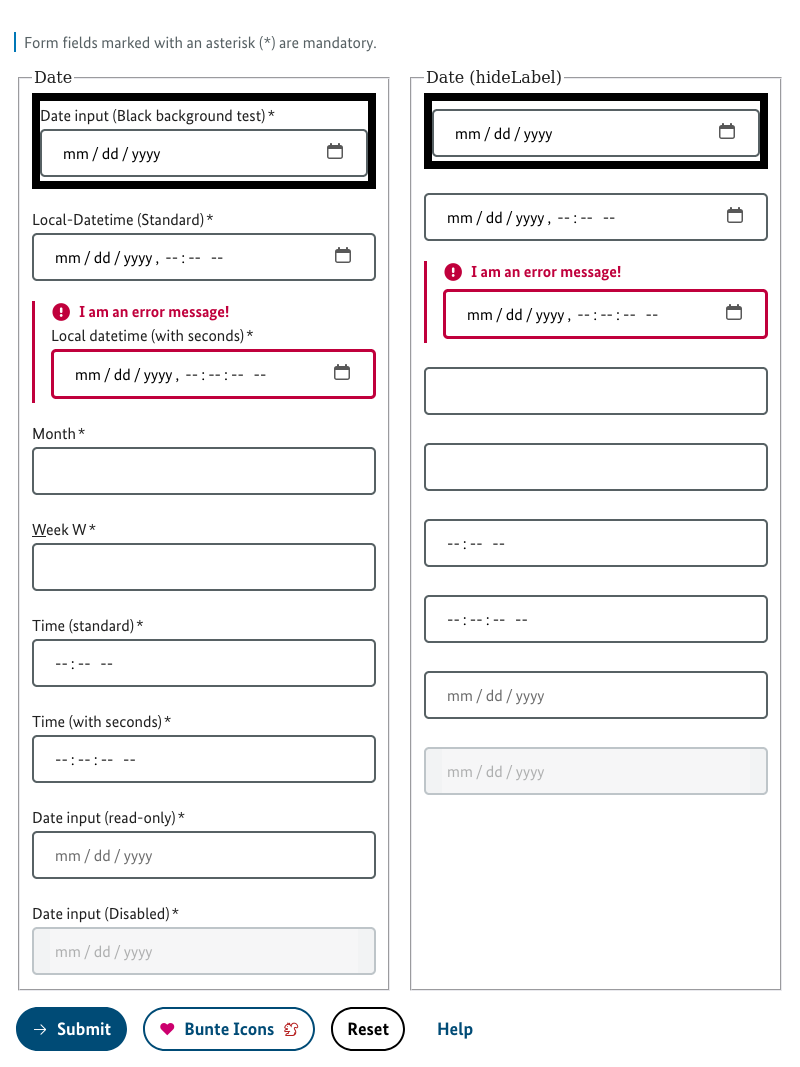 Form fields marked with an asterisk (*) are mandatory.
Date
Date input (Black background test) *
mm / dd / yyyy
Local-Datetime (Standard) *
mm / dd / yyyy , -- : -- --
I am an error message!
Local datetime (with seconds) *
mm / dd / yyyy , -- : -- : -- --
Month *
Week W *
Time (standard) *
-- : -- --
Time (with seconds) *
-- : -- : -- --
Date input (read-only) *
mm / dd / yyyy
Date input (Disabled) *
mm / dd / yyyy
Date (hideLabel)
mm / dd / yyyy
mm / dd / yyyy , -- : -- --
I am an error message!
mm / dd / yyyy , -- : -- : -- --
-- : -- --
-- : -- : -- --
mm / dd / yyyy
mm / dd / yyyy
Submit
Bunte Icons
Reset
Help